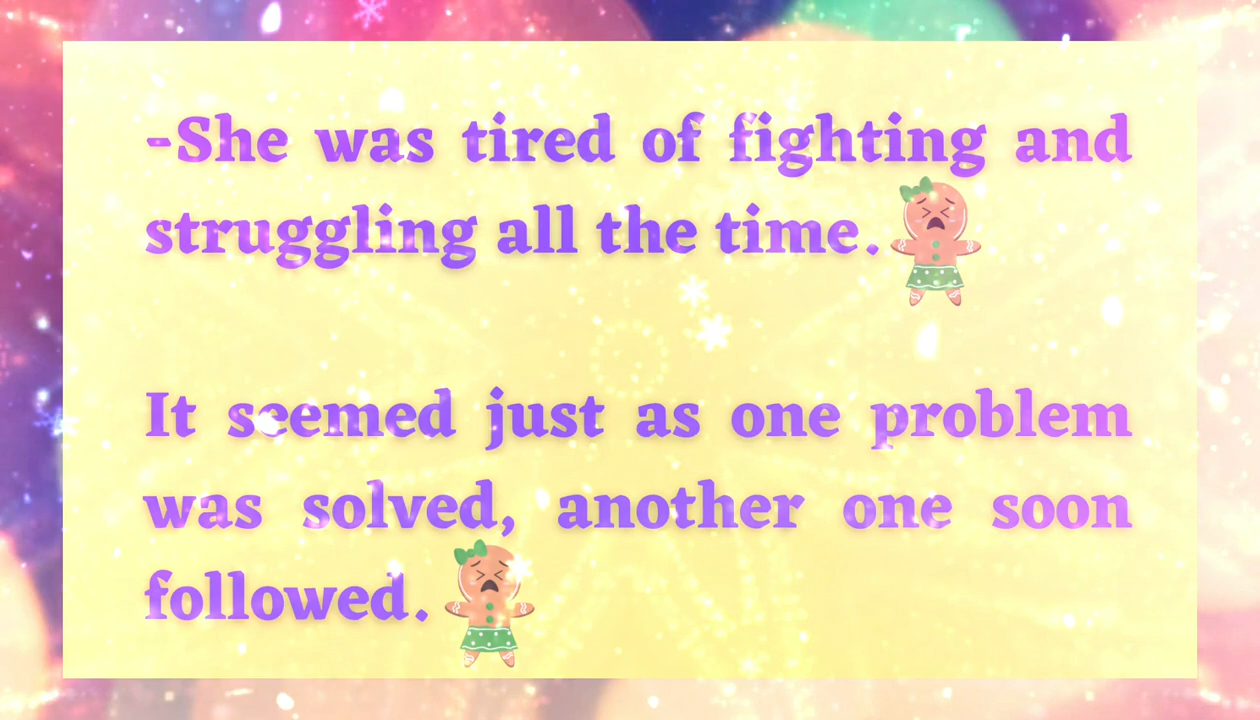 -She was tired of fighting and
struggling all the time.
It seemed just as one problem
was solved, another one soon
followed.